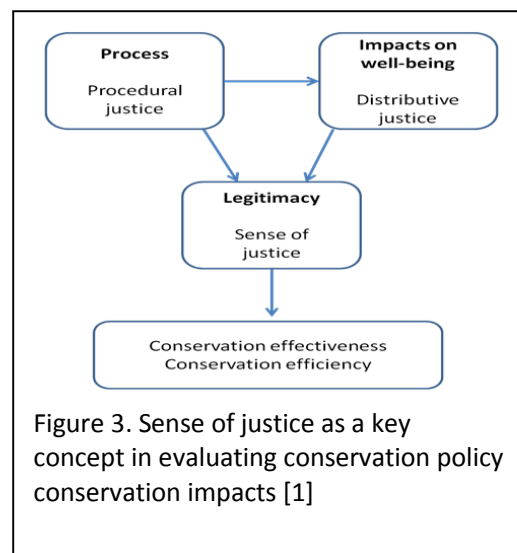 Process
Procedural
justice
Impacts on
well-being
Distributive
justice
Legitimacy
Sense of
justice
Conservation effectiveness
Conservation efficiency
Figure 3. Sense of justice as a key
concept in evaluating conservation policy
conservation impacts [1]